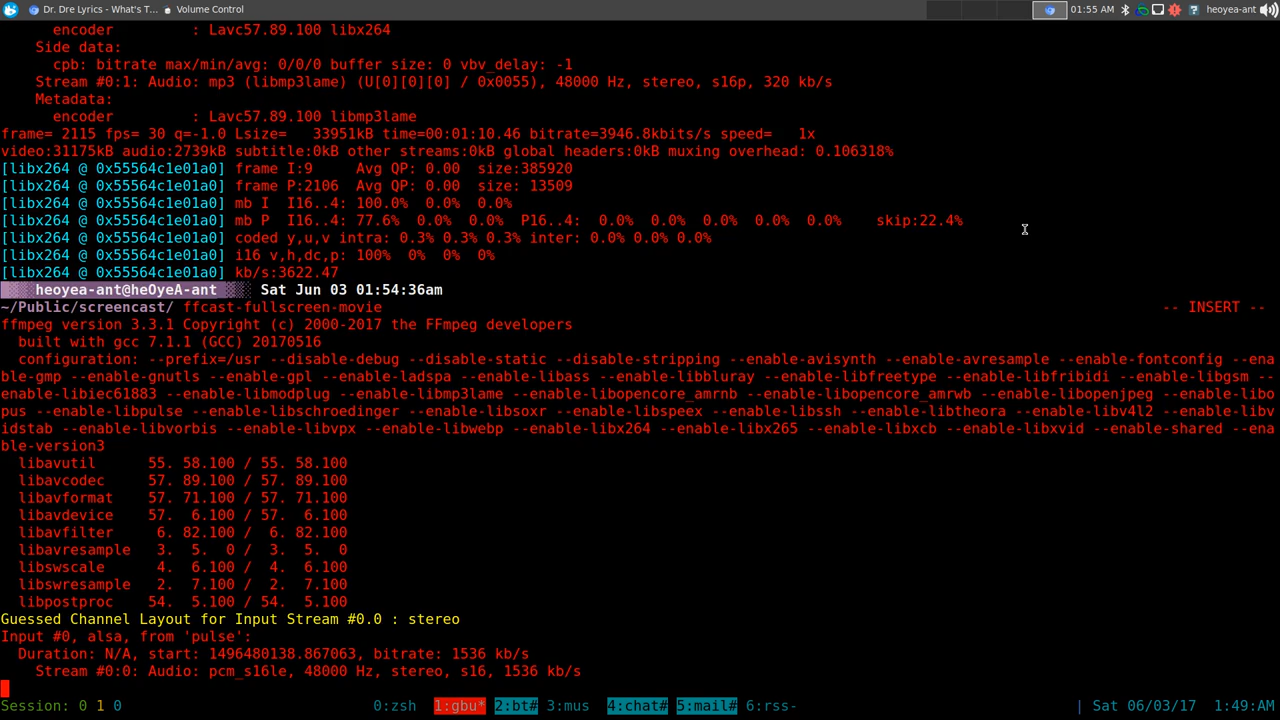 Dr. Dre Lyrics - What's T... Volume Control 01:55 AM heoyea-ant
encoder : Lavc57.89.100 libx264
Side data:
cpb: bitrate max/min/avg: 0/0/0 buffer size: 0 vbv_delay: -1
Stream #0:1: Audio: mp3 (libmp3lame) (U[0][0][0] / 0x0055), 48000 Hz, stereo, s16p, 320 kb/s
Metadata:
encoder : Lavc57.89.100 libmp3lame
frame= 2115 fps= 30 q=-1.0 Lsize= 33951kB time=00:01:10.46 bitrate=3946.8kbits/s speed= 1x
video:31175kB audio:2739kB subtitle:0kB other streams:0kB global headers:0kB muxing overhead: 0.106318%
[libx264 @ 0x55564c1e01a0] frame I:9 Avg QP: 0.00 size:385920
[libx264 @ 0x55564c1e01a0] frame P:2106 Avg QP: 0.00 size: 13509
[libx264 @ 0x55564c1e01a0] mb I I16..4: 100.0% 0.0% 0.0%
[libx264 @ 0x55564c1e01a0] mb P I16..4: 77.6% 0.0% 0.0% P16..4: 0.0% 0.0% 0.0% 0.0% 0.0% skip:22.4%
[libx264 @ 0x55564c1e01a0] coded y,u,v intra: 0.3% 0.3% 0.3% inter: 0.0% 0.0% 0.0%
[libx264 @ 0x55564c1e01a0] i16 v,h,dc,p: 100% 0% 0% 0%
[libx264 @ 0x55564c1e01a0] kb/s:3622.47
heoyea-ant@heOyeA-ant Sat Jun 03 01:54:36am
~/Public/screencast/ ffcast-fullscreen-movie -- INSERT --
ffmpeg version 3.3.1 Copyright (c) 2000-2017 the FFmpeg developers
built with gcc 7.1.1 (GCC) 20170516
configuration: --prefix=/usr --disable-debug --disable-static --disable-stripping --enable-avisynth --enable-avresample --enable-fontconfig --ena
ble-gmp --enable-gnutls --enable-gpl --enable-ladspa --enable-libass --enable-libbluray --enable-libfreetype --enable-libfribidi --enable-libgsm --
enable-libiec61883 --enable-libmodplug --enable-libmp3lame --enable-libopencore_amrnb --enable-libopencore_amrwb --enable-libopenjpeg --enable-libo
pus --enable-libpulse --enable-libschroedinger --enable-libsoxr --enable-libspeex --enable-libssh --enable-libtheora --enable-libv4l2 --enable-libv
idstab --enable-libvorbis --enable-libvpx --enable-libwebp --enable-libx264 --enable-libx265 --enable-libxcb --enable-libxvid --enable-shared --ena
ble-version3
libavutil 55. 58.100 / 55. 58.100
libavcodec 57. 89.100 / 57. 89.100
libavformat 57. 71.100 / 57. 71.100
libavdevice 57. 6.100 / 57. 6.100
libavfilter 6. 82.100 / 6. 82.100
libavresample 3. 5. 0 / 3. 5. 0
libswscale 4. 6.100 / 4. 6.100
libswresample 2. 7.100 / 2. 7.100
libpostproc 54. 5.100 / 54. 5.100
Guessed Channel Layout for Input Stream #0.0 : stereo
Input #0, alsa, from 'pulse':
Duration: N/A, start: 1496480138.867063, bitrate: 1536 kb/s
Stream #0:0: Audio: pcm_s16le, 48000 Hz, stereo, s16, 1536 kb/s
Session: 0 1 0 0:zsh 1:gbu* 2:bt# 3:mus 4:chat# 5:mail# 6:rss- | Sat 06/03/17 1:49:AM